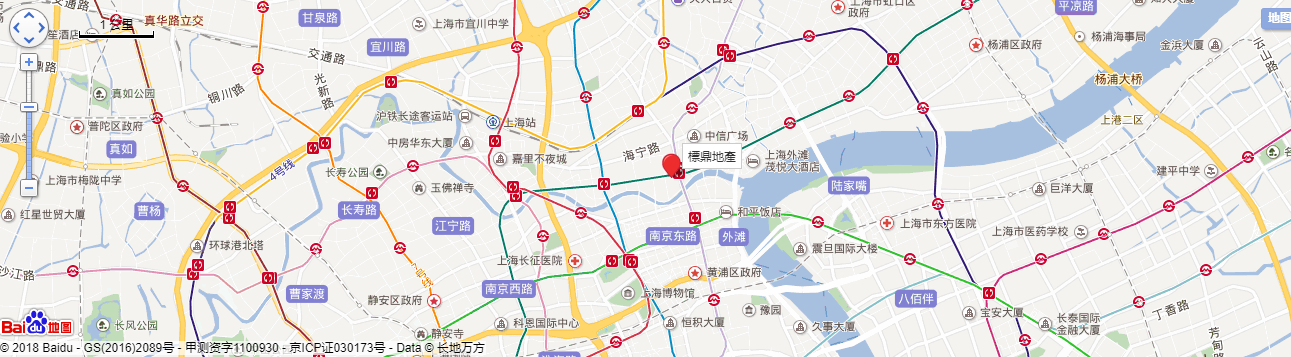 真华路立交
甘泉路
上海市宜川中学
上海市虹口区
政府
平凉路
地图
1 公里
笙酒店
交通路
宜川路
杨浦区政府
杨浦海事局
金浜大厦
云山路
光新路
杨浦大桥
真如公园
铜川路
沪铁长途客运站
上海站
上港二区
普陀区政府
中房华东大厦
中信广场
真如
海宁路
標鼎地產
上海外滩
茂悦大酒店
嘉里不夜城
4号线
长寿公园
建平中学
上海市梅陇中学
玉佛禅寺
陆家嘴
巨洋大厦
红星世贸大厦
曹杨
长寿路
江宁路
和平饭店
上海市东方医院
上海市医药学校
南京东路
外滩
环球港北塔
震旦国际大楼
上海长征医院
沙江路
号线
黄浦区政府
曹家渡
南京西路
上海博物馆
静安区政府
八佰伴
豫园
丁香路
长风公园
静安寺
科恩国际中心
恒积大厦
久事大厦
宝安大厦
长泰国际
金融大厦
芳甸
Bai du 地图
© 2018 Baidu - GS(2016)2089号 - 甲测资字1100930 - 京ICP证030173号 - Data © 长地万方